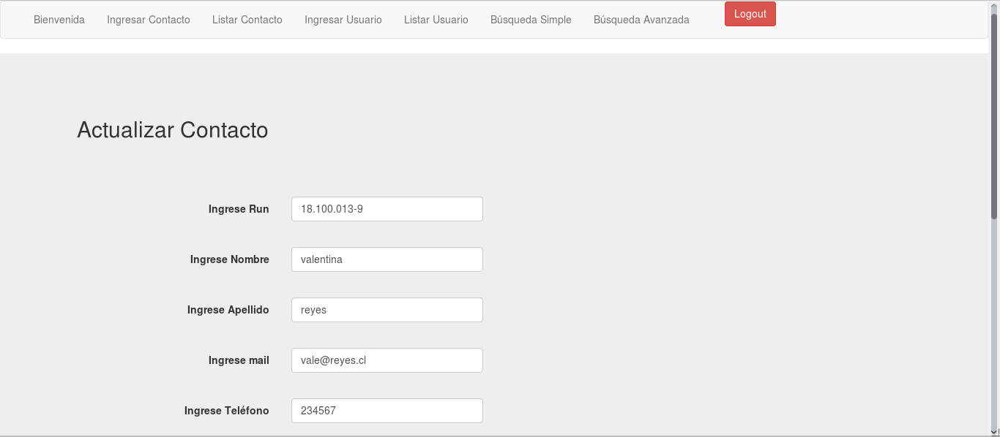 Bienvenida Ingresar Contacto Listar Contacto Ingresar Usuario Listar Usuario Búsqueda Simple Búsqueda Avanzada Logout
Actualizar Contacto
Ingrese Run 18.100.013-9
Ingrese Nombre valentina
Ingrese Apellido reyes
Ingrese mail vale@reyes.cl
Ingrese Teléfono 234567